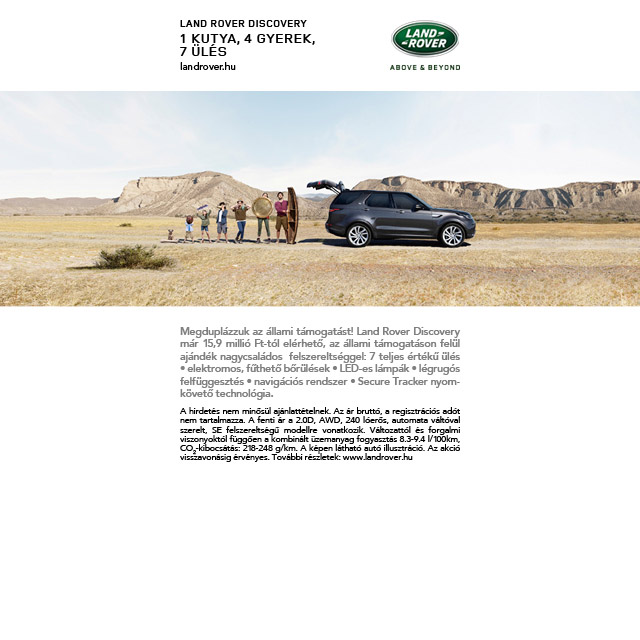 LAND ROVER DISCOVERY
1 KUTYA, 4 GYEREK,
7 ÜLÉS
landrover.hu
LAND
ROVER
ABOVE & BEYOND
Megduplázzuk az állami támogatást! Land Rover Discovery
már 15,9 millió Ft-tól elérhető, az állami támogatáson felül
ajándék nagycsaládos felszereltséggel: 7 teljes értékű ülés
• elektromos, fűthető bőrülések • LED-es lámpák • légrugós
felfüggesztés • navigációs rendszer • Secure Tracker nyom-
követő technológia.
A hirdetés nem minősül ajánlattételnek. Az ár bruttó, a regisztrációs adót
nem tartalmazza. A fenti ár a 2.0D, AWD, 240 lóerős, automata váltóval
szerelt, SE felszereltségű modellre vonatkozik. Változattól és forgalmi
viszonyoktól függően a kombinált üzemanyag fogyasztás 8.3-9.4 l/100km,
CO₂-kibocsátás: 218-248 g/km. A képen látható autó illusztráció. Az akció
visszavonásig érvényes. További részletek: www.landrover.hu